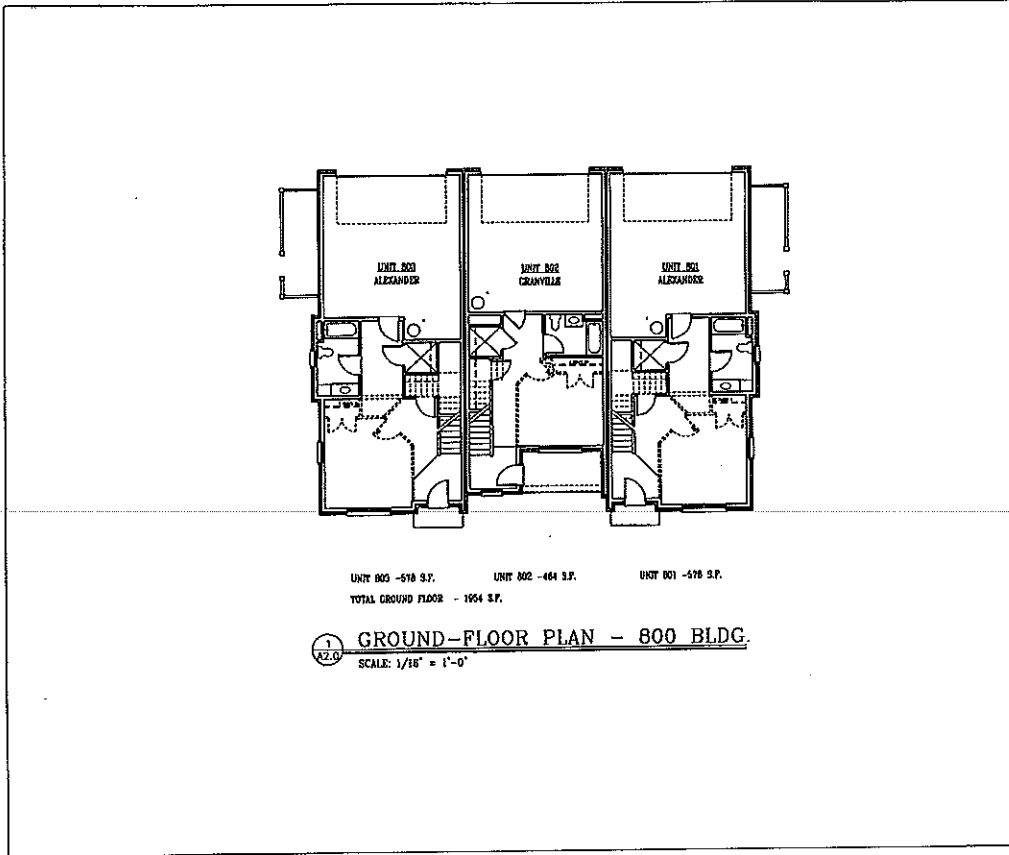 UNIT 803
ALEXANDER
UNIT 802
GRANVILLE
UNIT 801
ALEXANDER
UNIT 803 -578 S.F.
UNIT 802 -464 S.F.
UNIT 801 -578 S.F.
TOTAL GROUND FLOOR - 1954 S.F.
1
A2.0
GROUND-FLOOR PLAN - 800 BLDG.
SCALE: 1/16" = 1'-0"